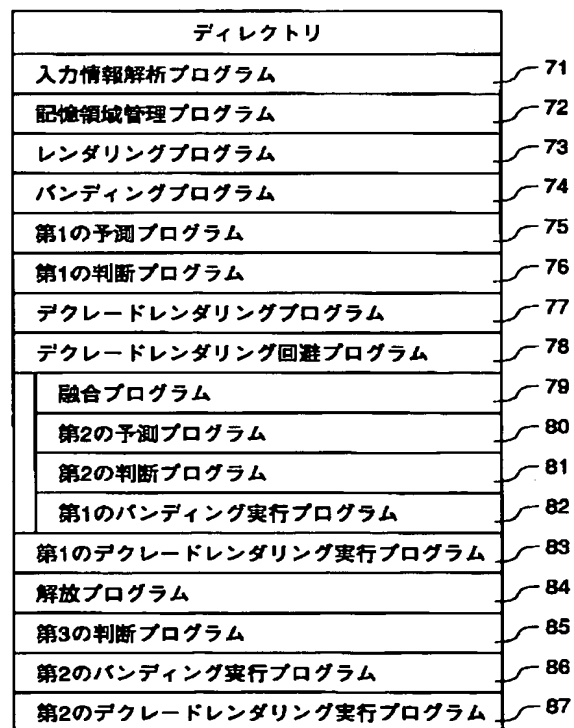 ディレクトリ
入力情報解析プログラム 71
記憶領域管理プログラム 72
レンダリングプログラム 73
バンディングプログラム 74
第1の予測プログラム 75
第1の判断プログラム 76
デクレードレンダリングプログラム 77
デクレードレンダリング回避プログラム 78
融合プログラム 79
第2の予測プログラム 80
第2の判断プログラム 81
第1のバンディング実行プログラム 82
第1のデクレードレンダリング実行プログラム 83
解放プログラム 84
第3の判断プログラム 85
第2のバンディング実行プログラム 86
第2のデクレードレンダリング実行プログラム 87